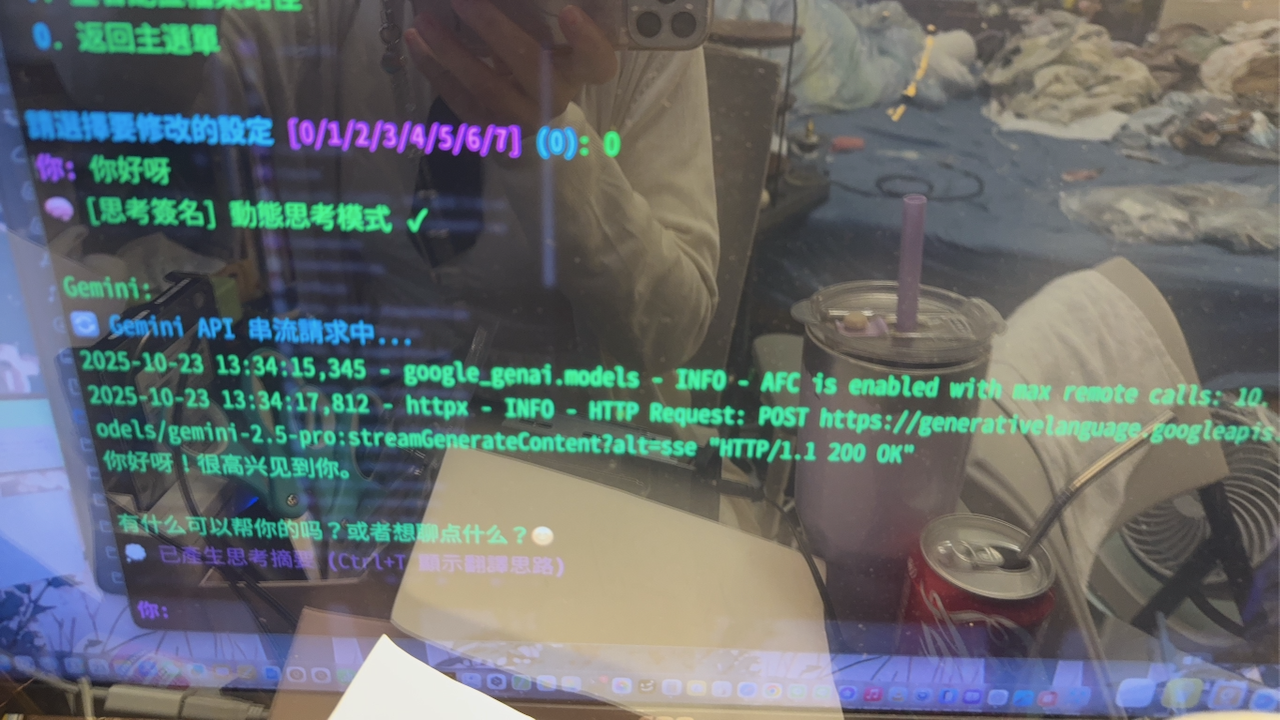 0. 返回主選單
請選擇要修改的設定 [0/1/2/3/4/5/6/7] (0): 0
你: 你好呀
[思考簽名] 動態思考模式 ✓
Gemini:
Gemini API 串流請求中...
2025-10-23 13:34:15,345 - google_genai.models - INFO - AFC is enabled with max remote calls: 10.
2025-10-23 13:34:17,812 - httpx - INFO - HTTP Request: POST https://generativelanguage.googleapis
odels/gemini-2.5-pro:streamGenerateContent?alt=sse "HTTP/1.1 200 OK"
你好呀！很高兴见到你。
有什么可以帮你的吗？或者想聊点什么？
已產生思考摘要 (Ctrl+T 顯示翻譯思路)
你: